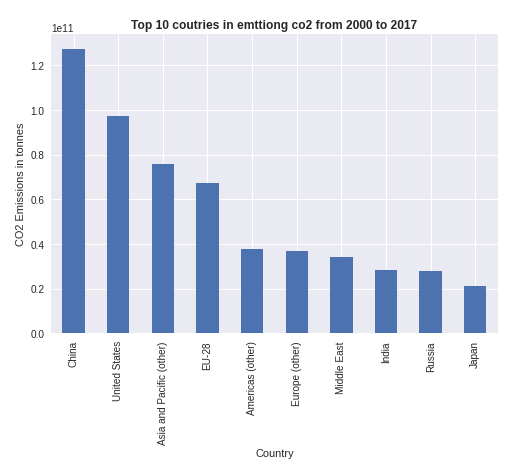 Top 10 coutries in emttiong co2 from 2000 to 2017
1e11
CO2 Emissions in tonnes
1.2
1.0
0.8
0.6
0.4
0.2
0.0
China
United States
Asia and Pacific (other)
EU-28
Americas (other)
Europe (other)
Middle East
India
Russia
Japan
Country